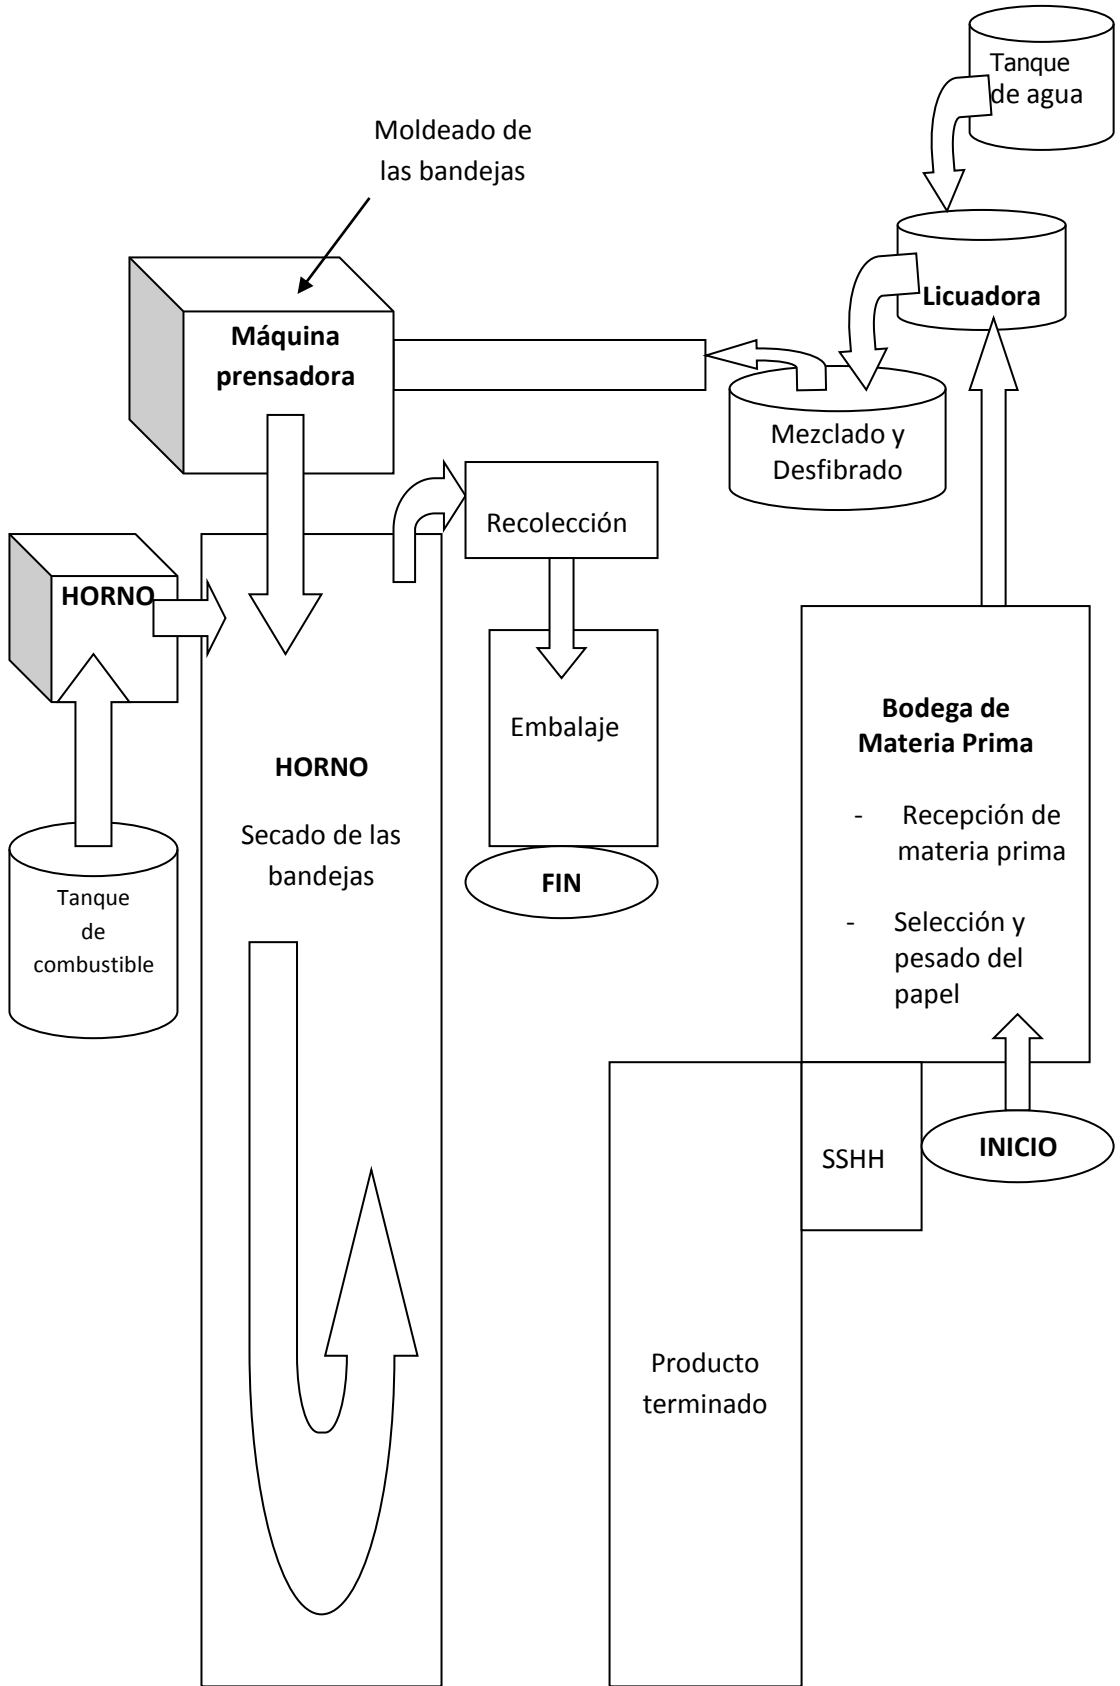 Tanque
de agua
Moldeado de
las bandejas
Licuadora
Máquina
prensadora
Mezclado y
Desfibrado
Recolección
HORNO
Bodega de
Materia Prima
- Recepción de
materia prima
- Selección y
pesado del
papel
Embalaje
HORNO
Secado de las
bandejas
FIN
Tanque
de
combustible
INICIO
SSHH
Producto
terminado